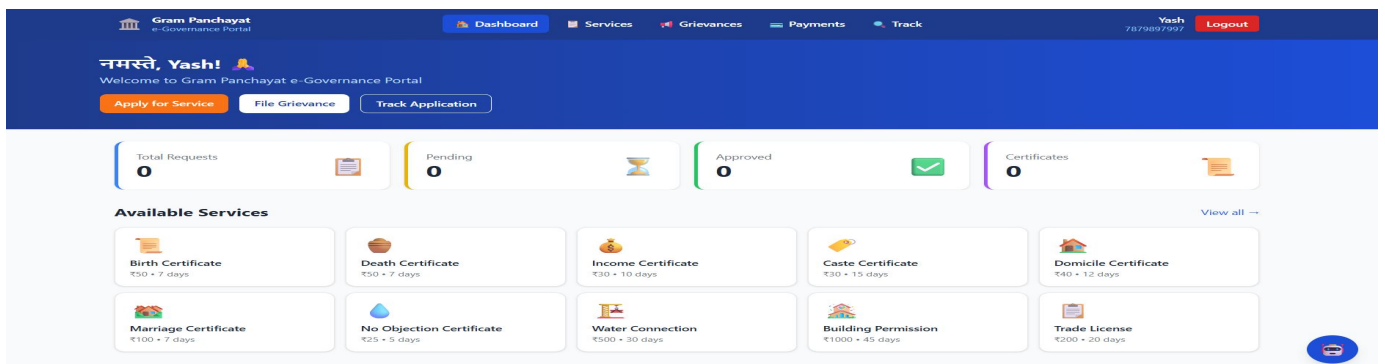 Gram Panchayat
e-Governance Portal
Dashboard
Services
Grievances
Payments
Track
Yash
7879897997
Logout
नमस्ते, Yash!
Welcome to Gram Panchayat e-Governance Portal
Apply for Service
File Grievance
Track Application
Total Requests
0
Pending
0
Approved
0
Certificates
0
Available Services
View all →
Birth Certificate
₹50 • 7 days
Death Certificate
₹50 • 7 days
Income Certificate
₹30 • 10 days
Caste Certificate
₹30 • 15 days
Domicile Certificate
₹40 • 12 days
Marriage Certificate
₹100 • 7 days
No Objection Certificate
₹25 • 5 days
Water Connection
₹500 • 30 days
Building Permission
₹1000 • 45 days
Trade License
₹200 • 20 days